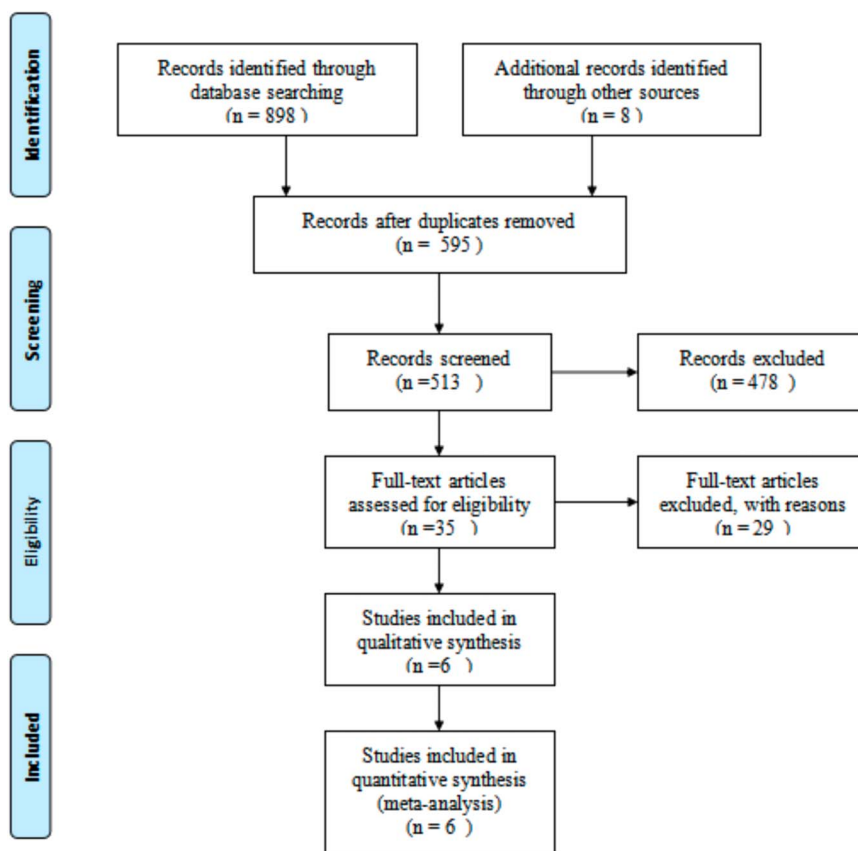 Identification
Records identified through
database searching
(n = 898 )
Additional records identified
through other sources
(n = 8 )
Records after duplicates removed
(n = 595 )
Screening
Records screened
(n =513 )
Records excluded
(n = 478 )
Eligibility
Full-text articles
assessed for eligibility
(n =35 )
Full-text articles
excluded, with reasons
(n = 29 )
Studies included in
qualitative synthesis
(n =6 )
Included
Studies included in
quantitative synthesis
(meta-analysis)
(n = 6 )